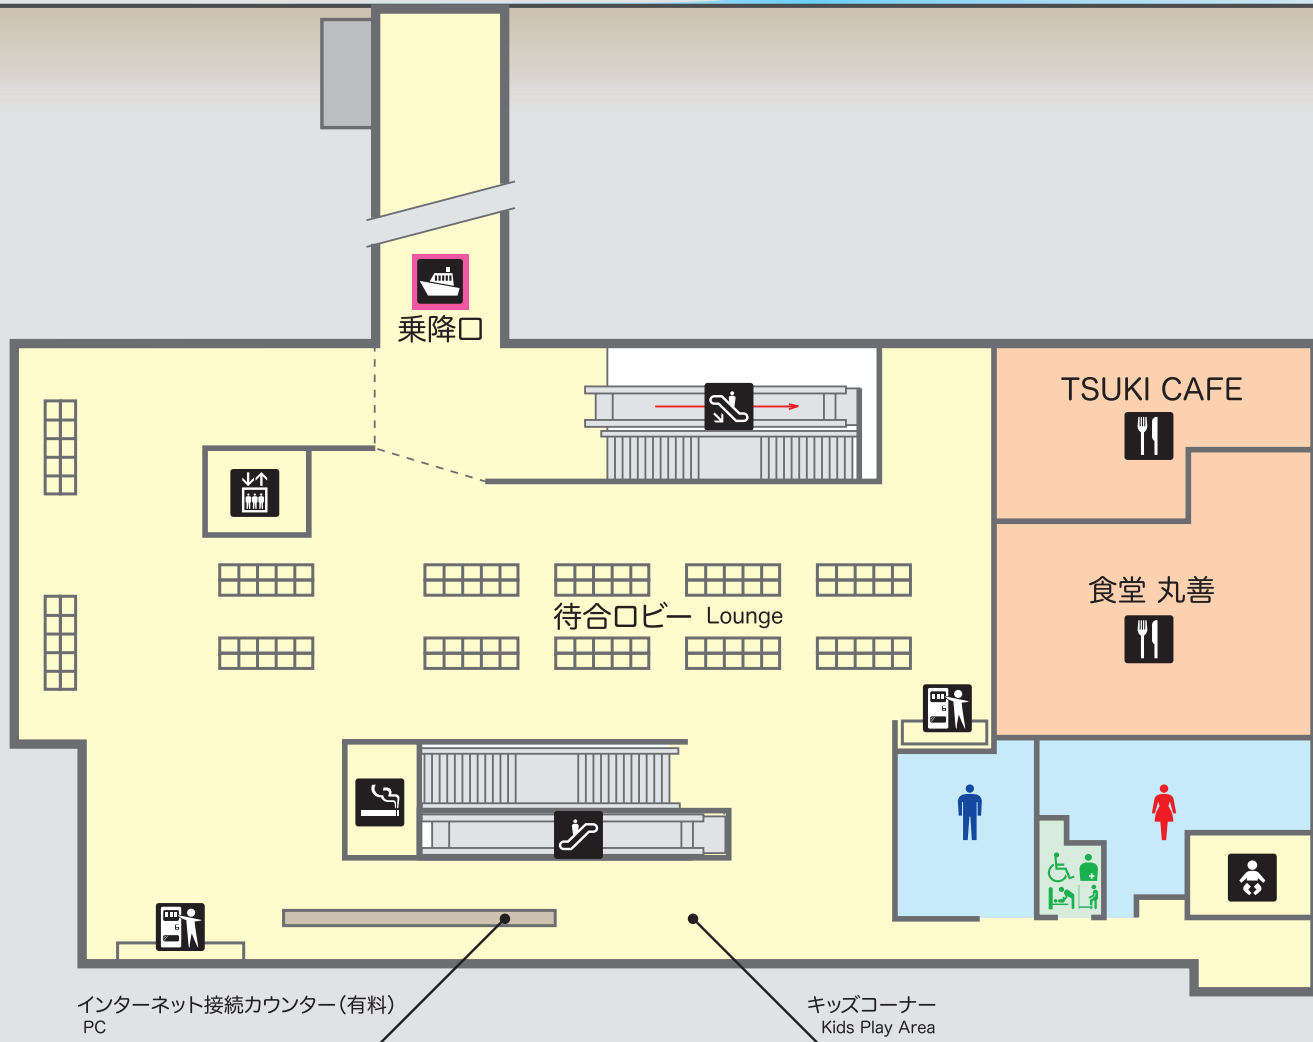 乗降口
TSUKI CAFE
食堂 丸善
待合ロビー Lounge
インターネット接続カウンター(有料)
PC
キッズコーナー
Kids Play Area